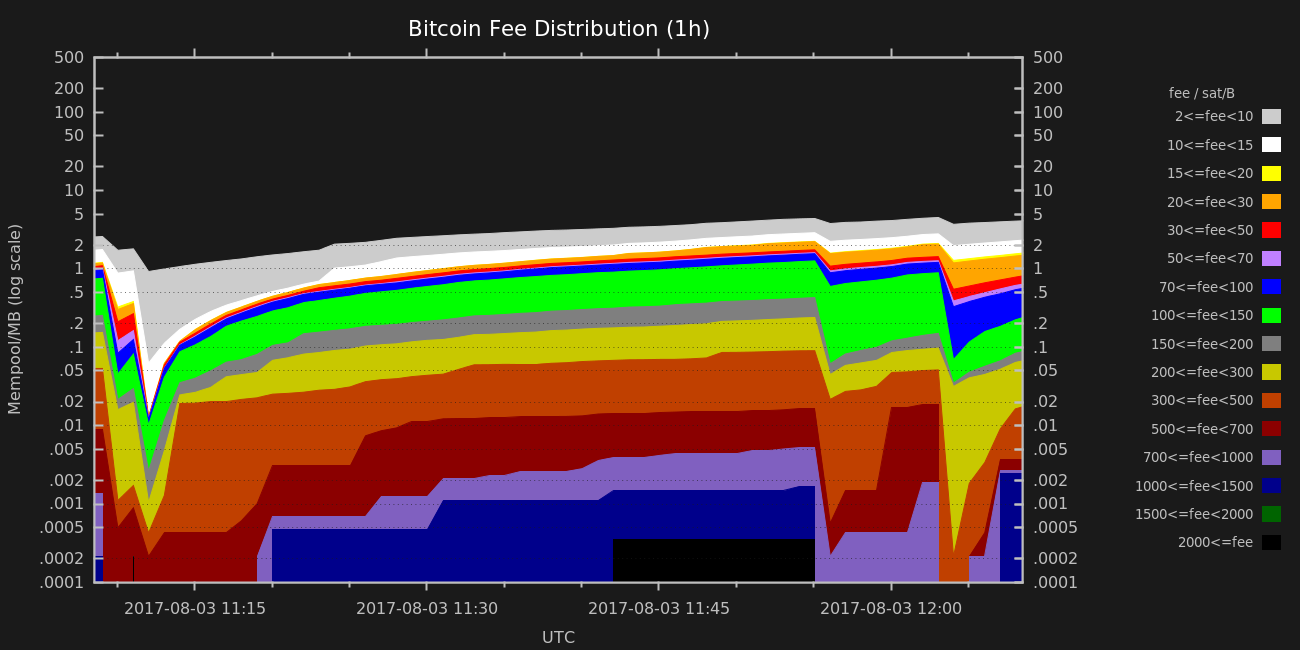 Bitcoin Fee Distribution (1h)
500 500
200 200
100 100
50 50
20 20
10 10
5 5
2 2
1 1
.5 .5
.2 .2
.1 .1
.05 .05
.02 .02
.01 .01
.005 .005
.002 .002
.001 .001
.0005 .0005
.0002 .0002
.0001 .0001
Mempool/MB (log scale)
2017-08-03 11:15 2017-08-03 11:30 2017-08-03 11:45 2017-08-03 12:00
UTC
fee / sat/B
2<=fee<10
10<=fee<15
15<=fee<20
20<=fee<30
30<=fee<50
50<=fee<70
70<=fee<100
100<=fee<150
150<=fee<200
200<=fee<300
300<=fee<500
500<=fee<700
700<=fee<1000
1000<=fee<1500
1500<=fee<2000
2000<=fee